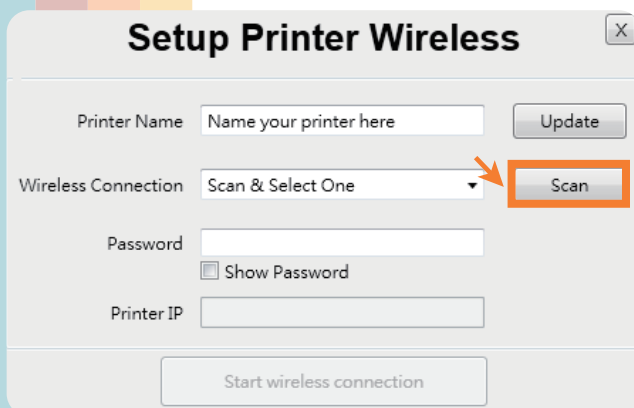 Setup Printer Wireless
X
Printer Name Name your printer here Update
Wireless Connection Scan & Select One Scan
Password
Show Password
Printer IP
Start wireless connection